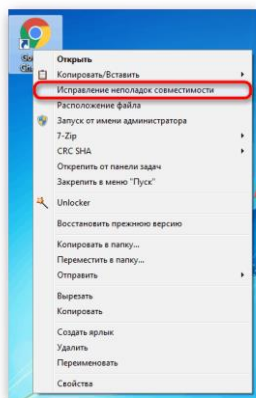 Открыть
Копировать/Вставить
Исправление неполадок совместимости
Расположение файла
Запуск от имени администратора
7-Zip
CRC SHA
Открепить от панели задач
Закрепить в меню "Пуск"
Unlocker
Восстановить прежнюю версию
Копировать в папку...
Переместить в папку...
Отправить
Вырезать
Копировать
Создать ярлык
Удалить
Переименовать
Свойства